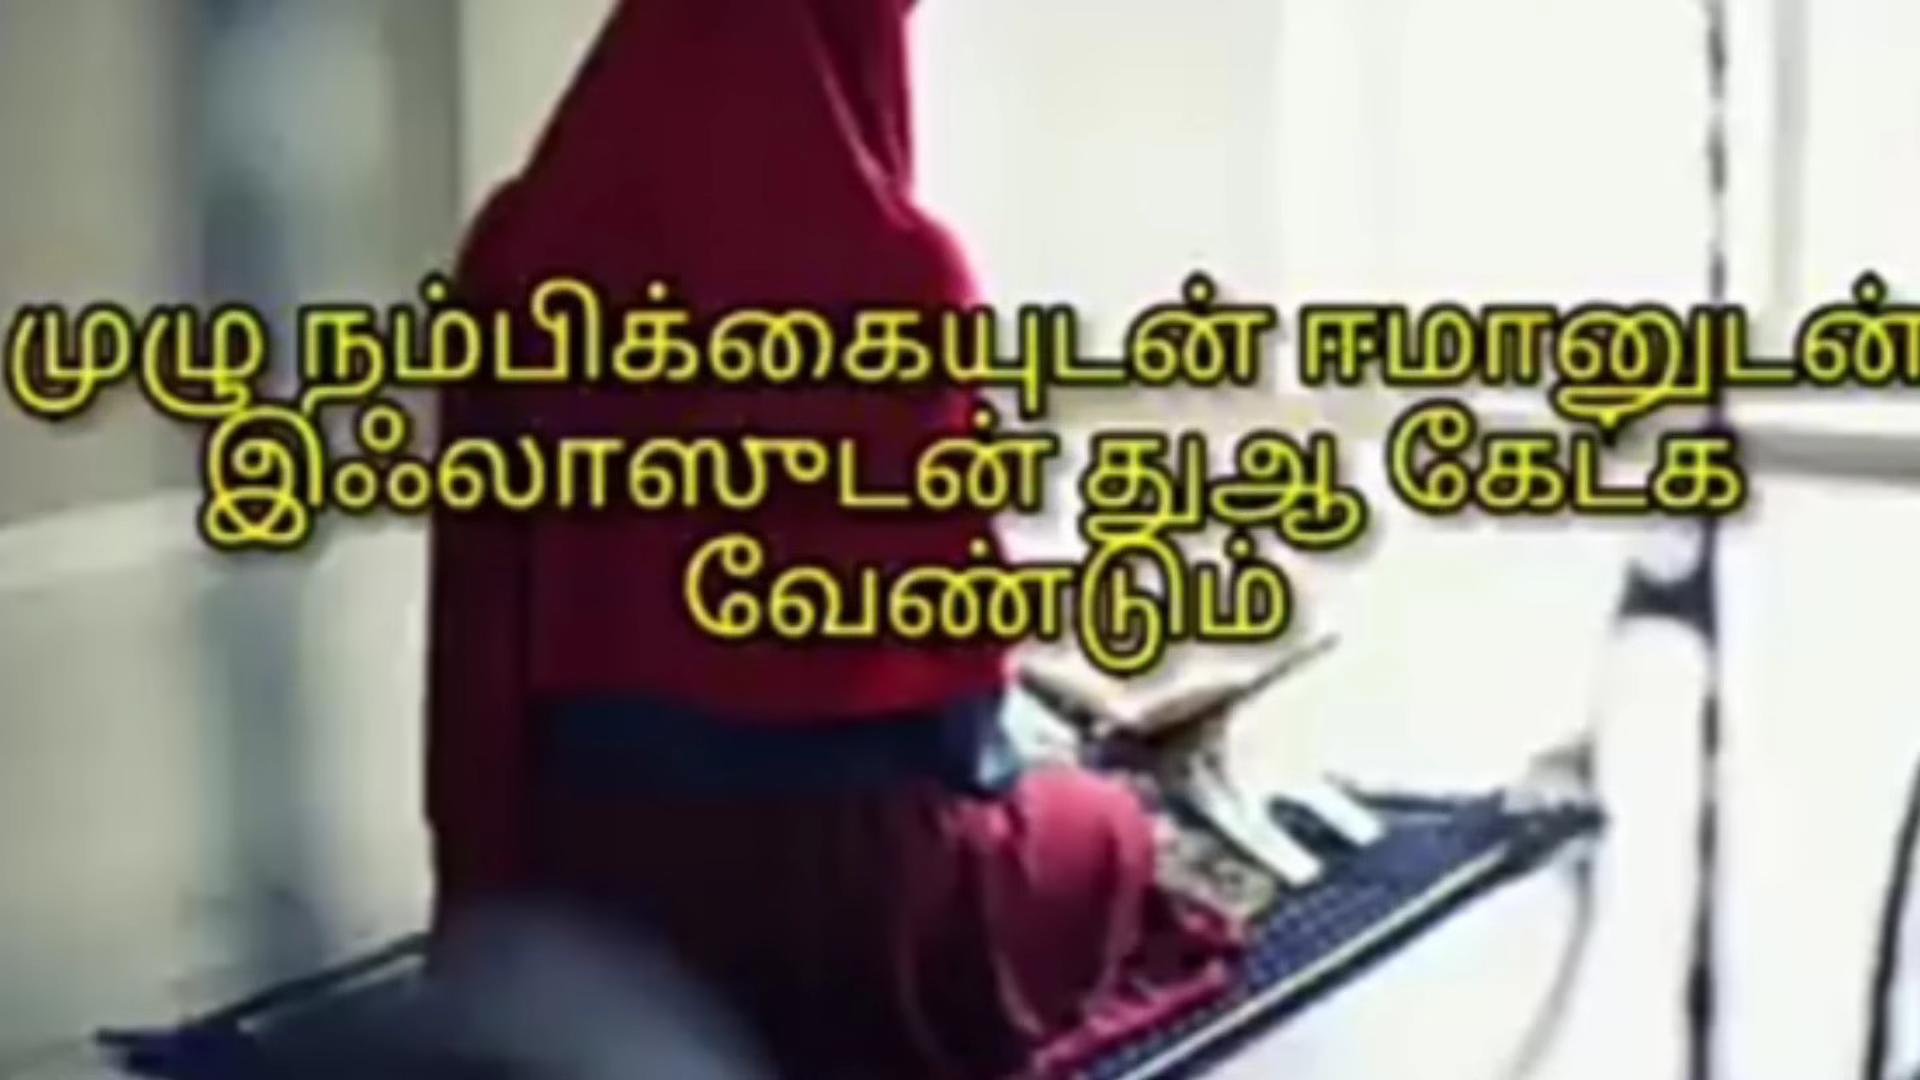 முழு நம்பிக்கையுடன் ஈமானுடன்
இஃலாஸுடன் துஆ கேட்க
வேண்டும்